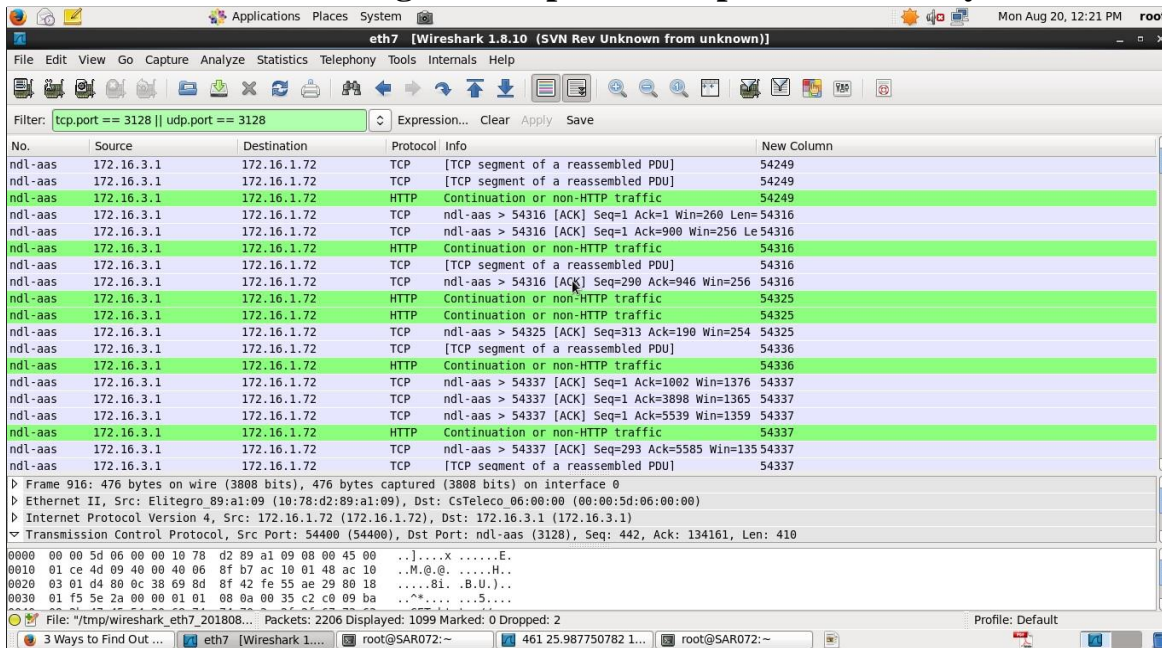 Applications Places System Mon Aug 20, 12:21 PM root
eth7 [Wireshark 1.8.10 (SVN Rev Unknown from unknown)]
File Edit View Go Capture Analyze Statistics Telephony Tools Internals Help
Filter: tcp.port == 3128 || udp.port == 3128 Expression... Clear Apply Save
No. Source Destination Protocol Info New Column
ndl-aas 172.16.3.1 172.16.1.72 TCP [TCP segment of a reassembled PDU] 54249
ndl-aas 172.16.3.1 172.16.1.72 TCP [TCP segment of a reassembled PDU] 54249
ndl-aas 172.16.3.1 172.16.1.72 HTTP Continuation or non-HTTP traffic 54249
ndl-aas 172.16.3.1 172.16.1.72 TCP ndl-aas > 54316 [ACK] Seq=1 Ack=1 Win=260 Len= 54316
ndl-aas 172.16.3.1 172.16.1.72 TCP ndl-aas > 54316 [ACK] Seq=1 Ack=900 Win=256 Le 54316
ndl-aas 172.16.3.1 172.16.1.72 HTTP Continuation or non-HTTP traffic 54316
ndl-aas 172.16.3.1 172.16.1.72 TCP [TCP segment of a reassembled PDU] 54316
ndl-aas 172.16.3.1 172.16.1.72 TCP ndl-aas > 54316 [ACK] Seq=290 Ack=946 Win=256 54316
ndl-aas 172.16.3.1 172.16.1.72 HTTP Continuation or non-HTTP traffic 54325
ndl-aas 172.16.3.1 172.16.1.72 HTTP Continuation or non-HTTP traffic 54325
ndl-aas 172.16.3.1 172.16.1.72 TCP ndl-aas > 54325 [ACK] Seq=313 Ack=190 Win=254 54325
ndl-aas 172.16.3.1 172.16.1.72 TCP [TCP segment of a reassembled PDU] 54336
ndl-aas 172.16.3.1 172.16.1.72 HTTP Continuation or non-HTTP traffic 54336
ndl-aas 172.16.3.1 172.16.1.72 TCP ndl-aas > 54337 [ACK] Seq=1 Ack=1002 Win=1376 54337
ndl-aas 172.16.3.1 172.16.1.72 TCP ndl-aas > 54337 [ACK] Seq=1 Ack=3898 Win=1365 54337
ndl-aas 172.16.3.1 172.16.1.72 TCP ndl-aas > 54337 [ACK] Seq=1 Ack=5539 Win=1359 54337
ndl-aas 172.16.3.1 172.16.1.72 HTTP Continuation or non-HTTP traffic 54337
ndl-aas 172.16.3.1 172.16.1.72 TCP ndl-aas > 54337 [ACK] Seq=293 Ack=5585 Win=135 54337
ndl-aas 172.16.3.1 172.16.1.72 TCP [TCP segment of a reassembled PDU] 54337
Frame 916: 476 bytes on wire (3808 bits), 476 bytes captured (3808 bits) on interface 0
Ethernet II, Src: Elitegro_89:a1:09 (10:78:d2:89:a1:09), Dst: CsTeleco_06:00:00 (00:00:5d:06:00:00)
Internet Protocol Version 4, Src: 172.16.1.72 (172.16.1.72), Dst: 172.16.3.1 (172.16.3.1)
Transmission Control Protocol, Src Port: 54400 (54400), Dst Port: ndl-aas (3128), Seq: 442, Ack: 134161, Len: 410
0000 00 00 5d 06 00 00 10 78 d2 89 a1 09 08 00 45 00 ..]....x ......E.
0010 01 ce 4d 09 40 00 40 06 8f b7 ac 10 01 48 ac 10 ..M.@.@. .....H..
0020 03 01 d4 80 0c 38 69 8d 8f 42 fe 55 ae 29 80 18 .....8i. .B.U.)..
0030 01 f5 5e 2a 00 00 01 01 08 0a 00 35 c2 c0 09 ba ..^*.... ...5....
File: "/tmp/wireshark_eth7_201808... Packets: 2206 Displayed: 1099 Marked: 0 Dropped: 2 Profile: Default
3 Ways to Find Out ... eth7 [Wireshark 1.... root@SAR072:~ 461 25.987750782 1... root@SAR072:~